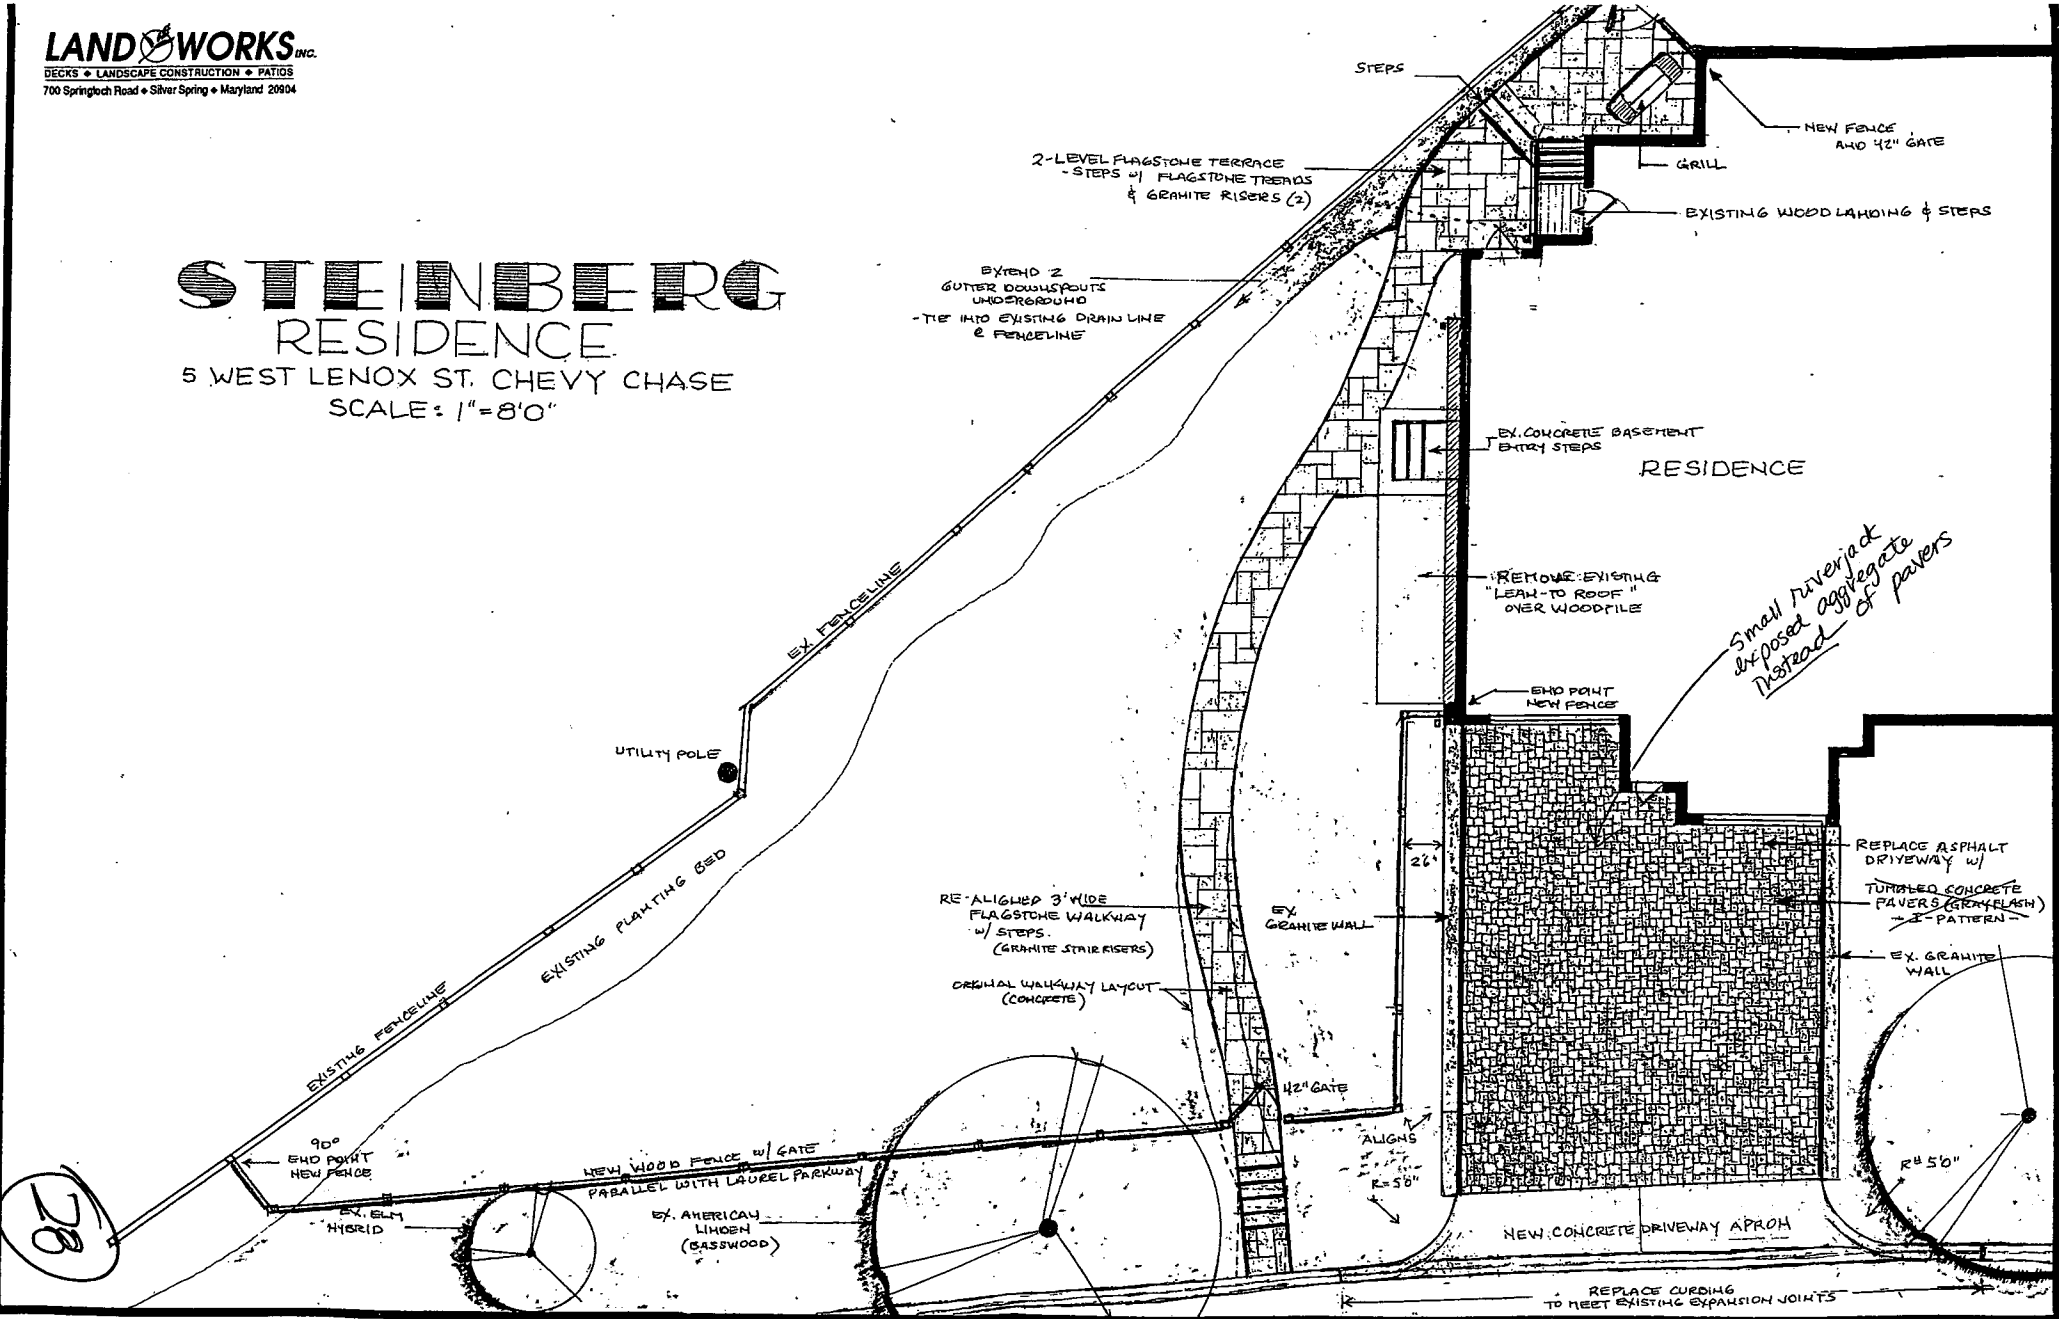 LAND WORKS INC.
DECKS ♦ LANDSCAPE CONSTRUCTION ♦ PATIOS
700 Springloch Road ♦ Silver Spring ♦ Maryland 20904
STEINBERG
RESIDENCE
5 WEST LENOX ST. CHEVY CHASE
SCALE: 1"=8'0"
STEPS
NEW FENCE
AND 42" GATE
GRILL
2-LEVEL FLAGSTONE TERRACE
-STEPS w/ FLAGSTONE TREADS
& GRANITE RISERS (2)
EXISTING WOOD LANDING & STEPS
EXTEND 2
GUTTER DOWNSPOUTS
UNDERGROUND
-TIE INTO EXISTING DRAIN LINE
@ FENCELINE
EX. CONCRETE BASEMENT
ENTRY STEPS
RESIDENCE
Small riverjack
exposed aggregate
instead of pavers
EX. FENCELINE
REMOVE EXISTING
"LEAN-TO ROOF"
OVER WOODPILE
END POINT
NEW FENCE
UTILITY POLE
2'6"
REPLACE ASPHALT
DRIVEWAY w/
TUMBLED CONCRETE
PAVERS (GRAYFLASH)
- I-PATTERN -
EXISTING PLANTING BED
RE-ALIGNED 3' WIDE
FLAGSTONE WALKWAY
w/ STEPS.
(GRANITE STAIR RISERS)
EX
GRANITE WALL
EX. GRANITE
WALL
ORIGINAL WALKWAY LAYOUT
(CONCRETE)
EXISTING FENCELINE
42" GATE
ALIGNS
R=5'0"
R=5'0"
90°
END POINT
NEW FENCE
NEW WOOD FENCE w/ GATE
PARALLEL WITH LAUREL PARKWAY
EX. ELM
HYBRID
EX. AMERICAN
LINDEN
(BASSWOOD)
NEW CONCRETE DRIVEWAY APRON
REPLACE CURBING
TO MEET EXISTING EXPANSION JOINTS
28